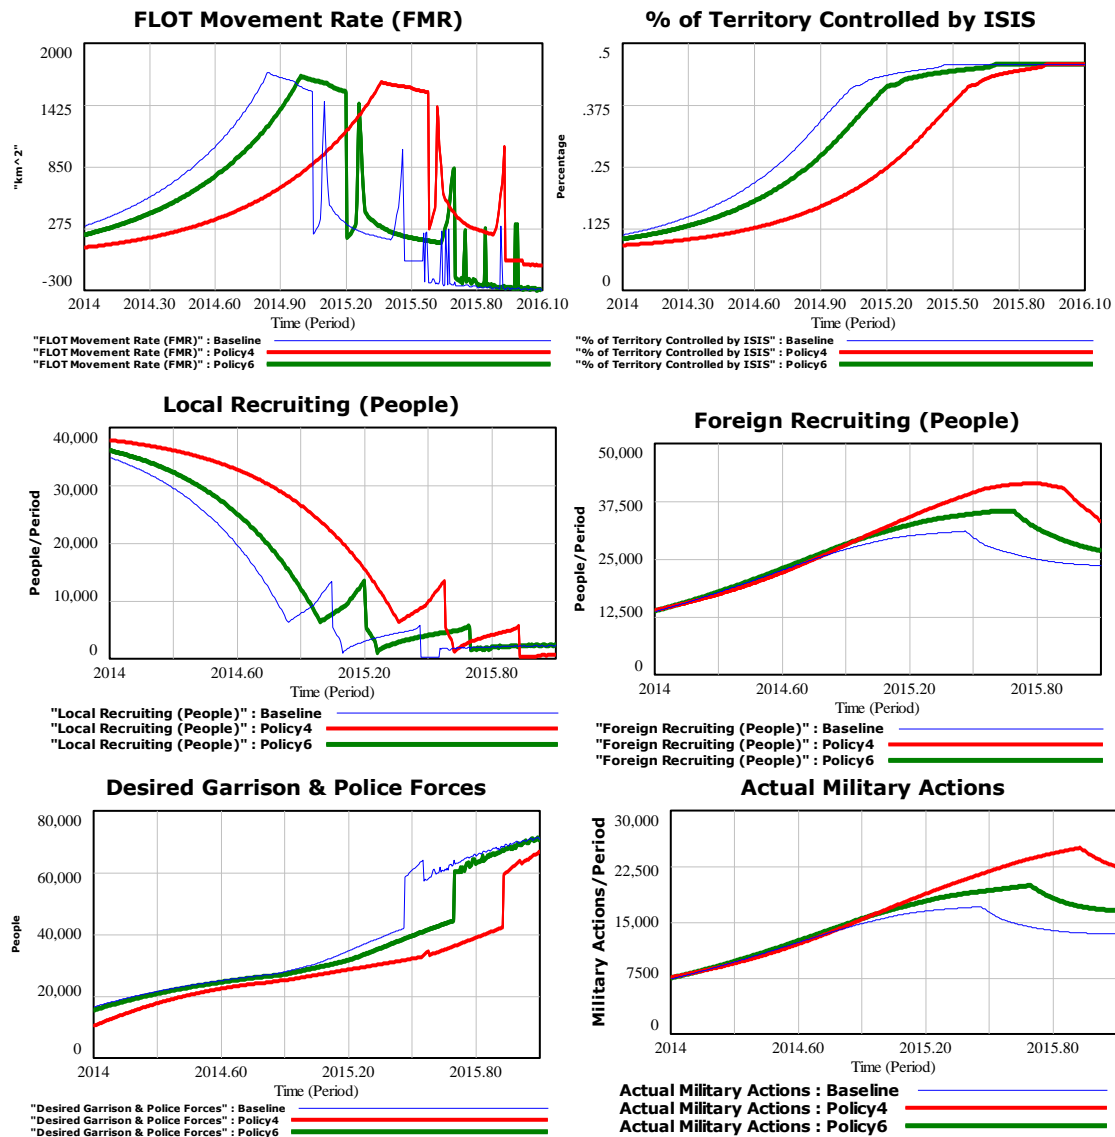 FLOT Movement Rate (FMR)
2000
1425
850
275
-300
"km^2"
2014 2014.30 2014.60 2014.90 2015.20 2015.50 2015.80 2016.10
Time (Period)
"FLOT Movement Rate (FMR)" : Baseline
"FLOT Movement Rate (FMR)" : Policy4
"FLOT Movement Rate (FMR)" : Policy6
% of Territory Controlled by ISIS
.5
.375
.25
.125
0
Percentage
2014 2014.30 2014.60 2014.90 2015.20 2015.50 2015.80 2016.10
Time (Period)
"% of Territory Controlled by ISIS" : Baseline
"% of Territory Controlled by ISIS" : Policy4
"% of Territory Controlled by ISIS" : Policy6
Local Recruiting (People)
40,000
30,000
20,000
10,000
0
People/Period
2014 2014.60 2015.20 2015.80
Time (Period)
"Local Recruiting (People)" : Baseline
"Local Recruiting (People)" : Policy4
"Local Recruiting (People)" : Policy6
Foreign Recruiting (People)
50,000
37,500
25,000
12,500
0
People/Period
2014 2014.60 2015.20 2015.80
Time (Period)
"Foreign Recruiting (People)" : Baseline
"Foreign Recruiting (People)" : Policy4
"Foreign Recruiting (People)" : Policy6
Desired Garrison & Police Forces
80,000
60,000
40,000
20,000
0
People
2014 2014.60 2015.20 2015.80
Time (Period)
"Desired Garrison & Police Forces" : Baseline
"Desired Garrison & Police Forces" : Policy4
"Desired Garrison & Police Forces" : Policy6
Actual Military Actions
30,000
22,500
15,000
7500
0
Military Actions/Period
2014 2014.60 2015.20 2015.80
Time (Period)
Actual Military Actions : Baseline
Actual Military Actions : Policy4
Actual Military Actions : Policy6